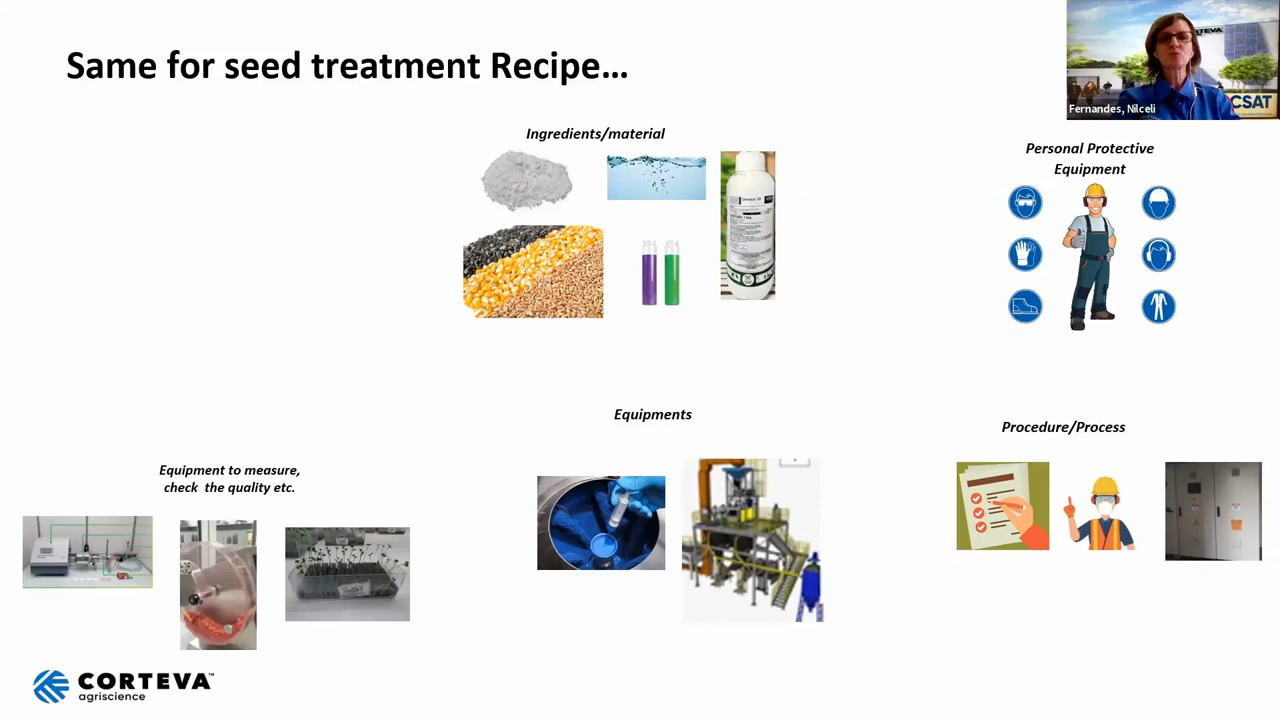 Same for seed treatment Recipe...
CORTEVA
CSAT
Fernandes, Nilceli
Ingredients/material
Personal Protective
Equipment
Equipments
Procedure/Process
Equipment to measure,
check the quality etc.
CORTEVA™
agriscience